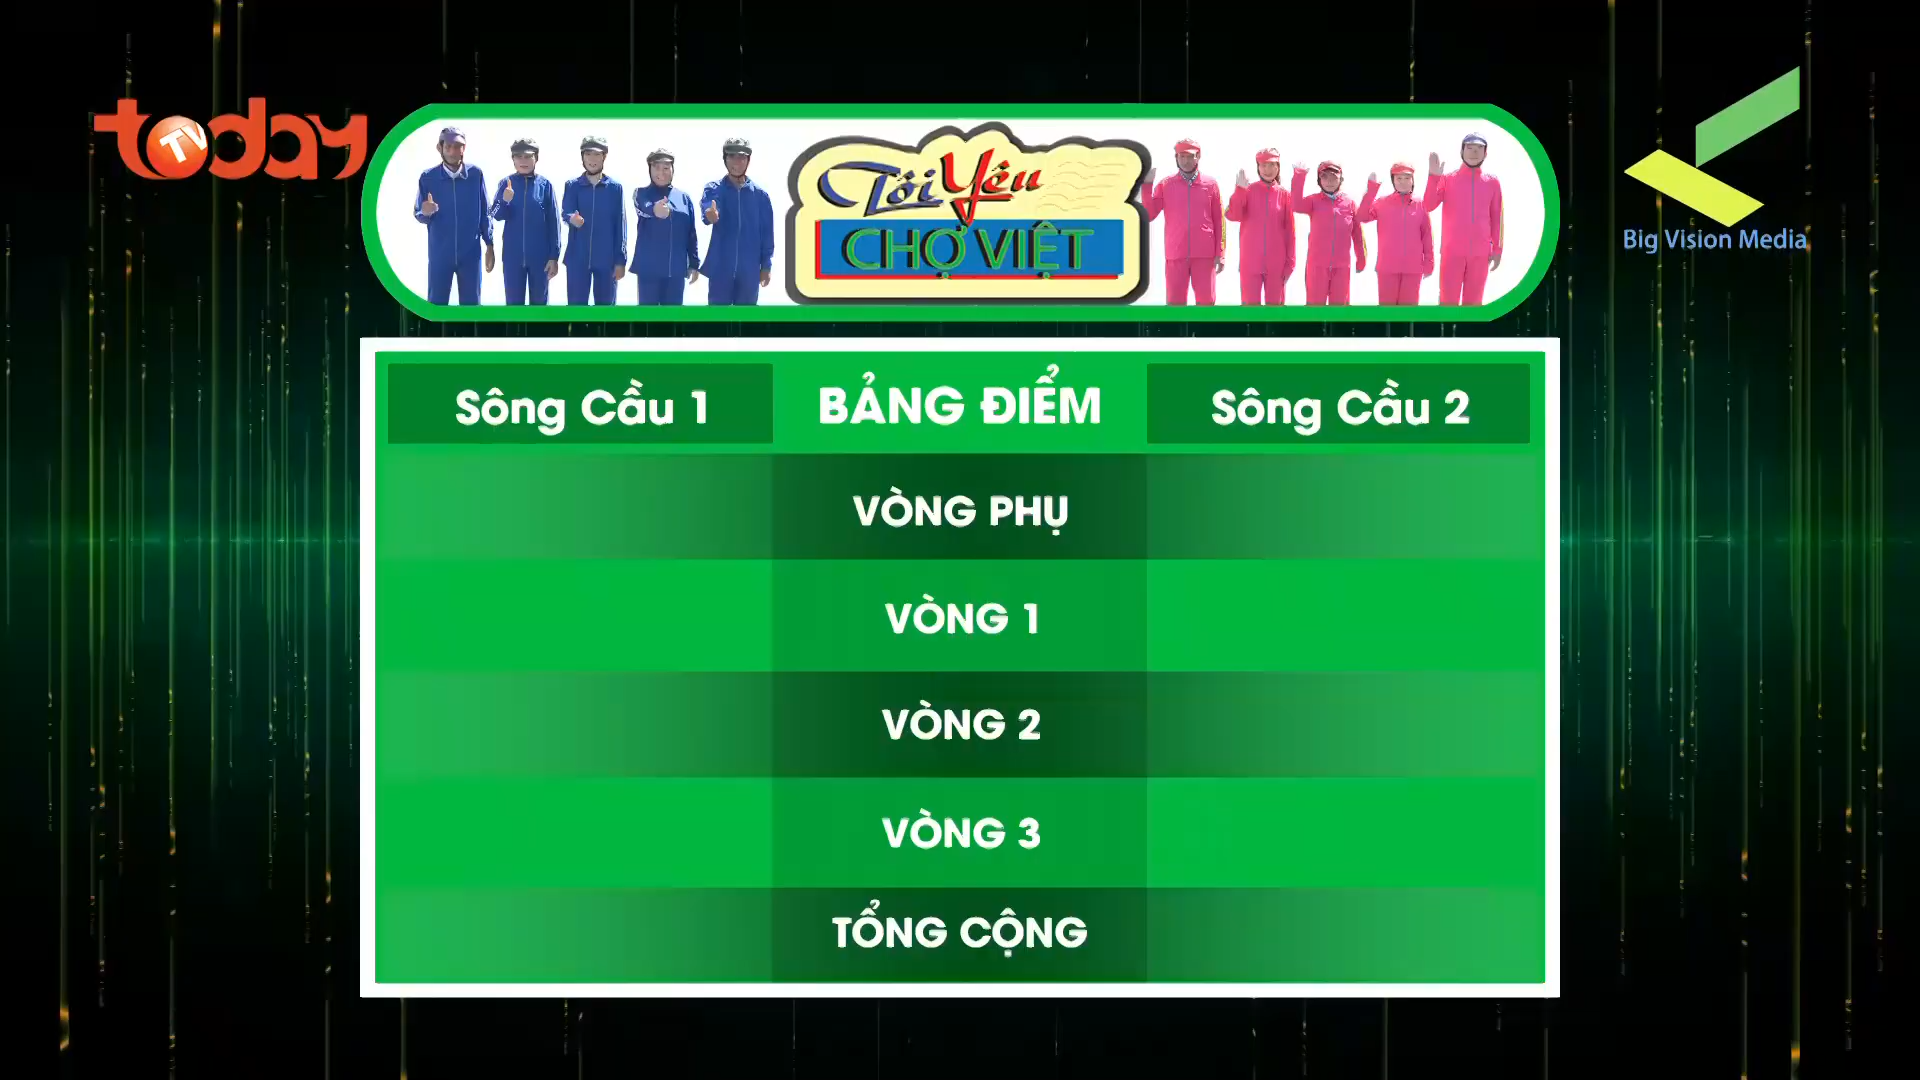 today
TV
Tôi Yêu
CHỢ VIỆT
Big Vision Media
Sông Cầu 1
BẢNG ĐIỂM
Sông Cầu 2
VÒNG PHỤ
VÒNG 1
VÒNG 2
VÒNG 3
TỔNG CỘNG